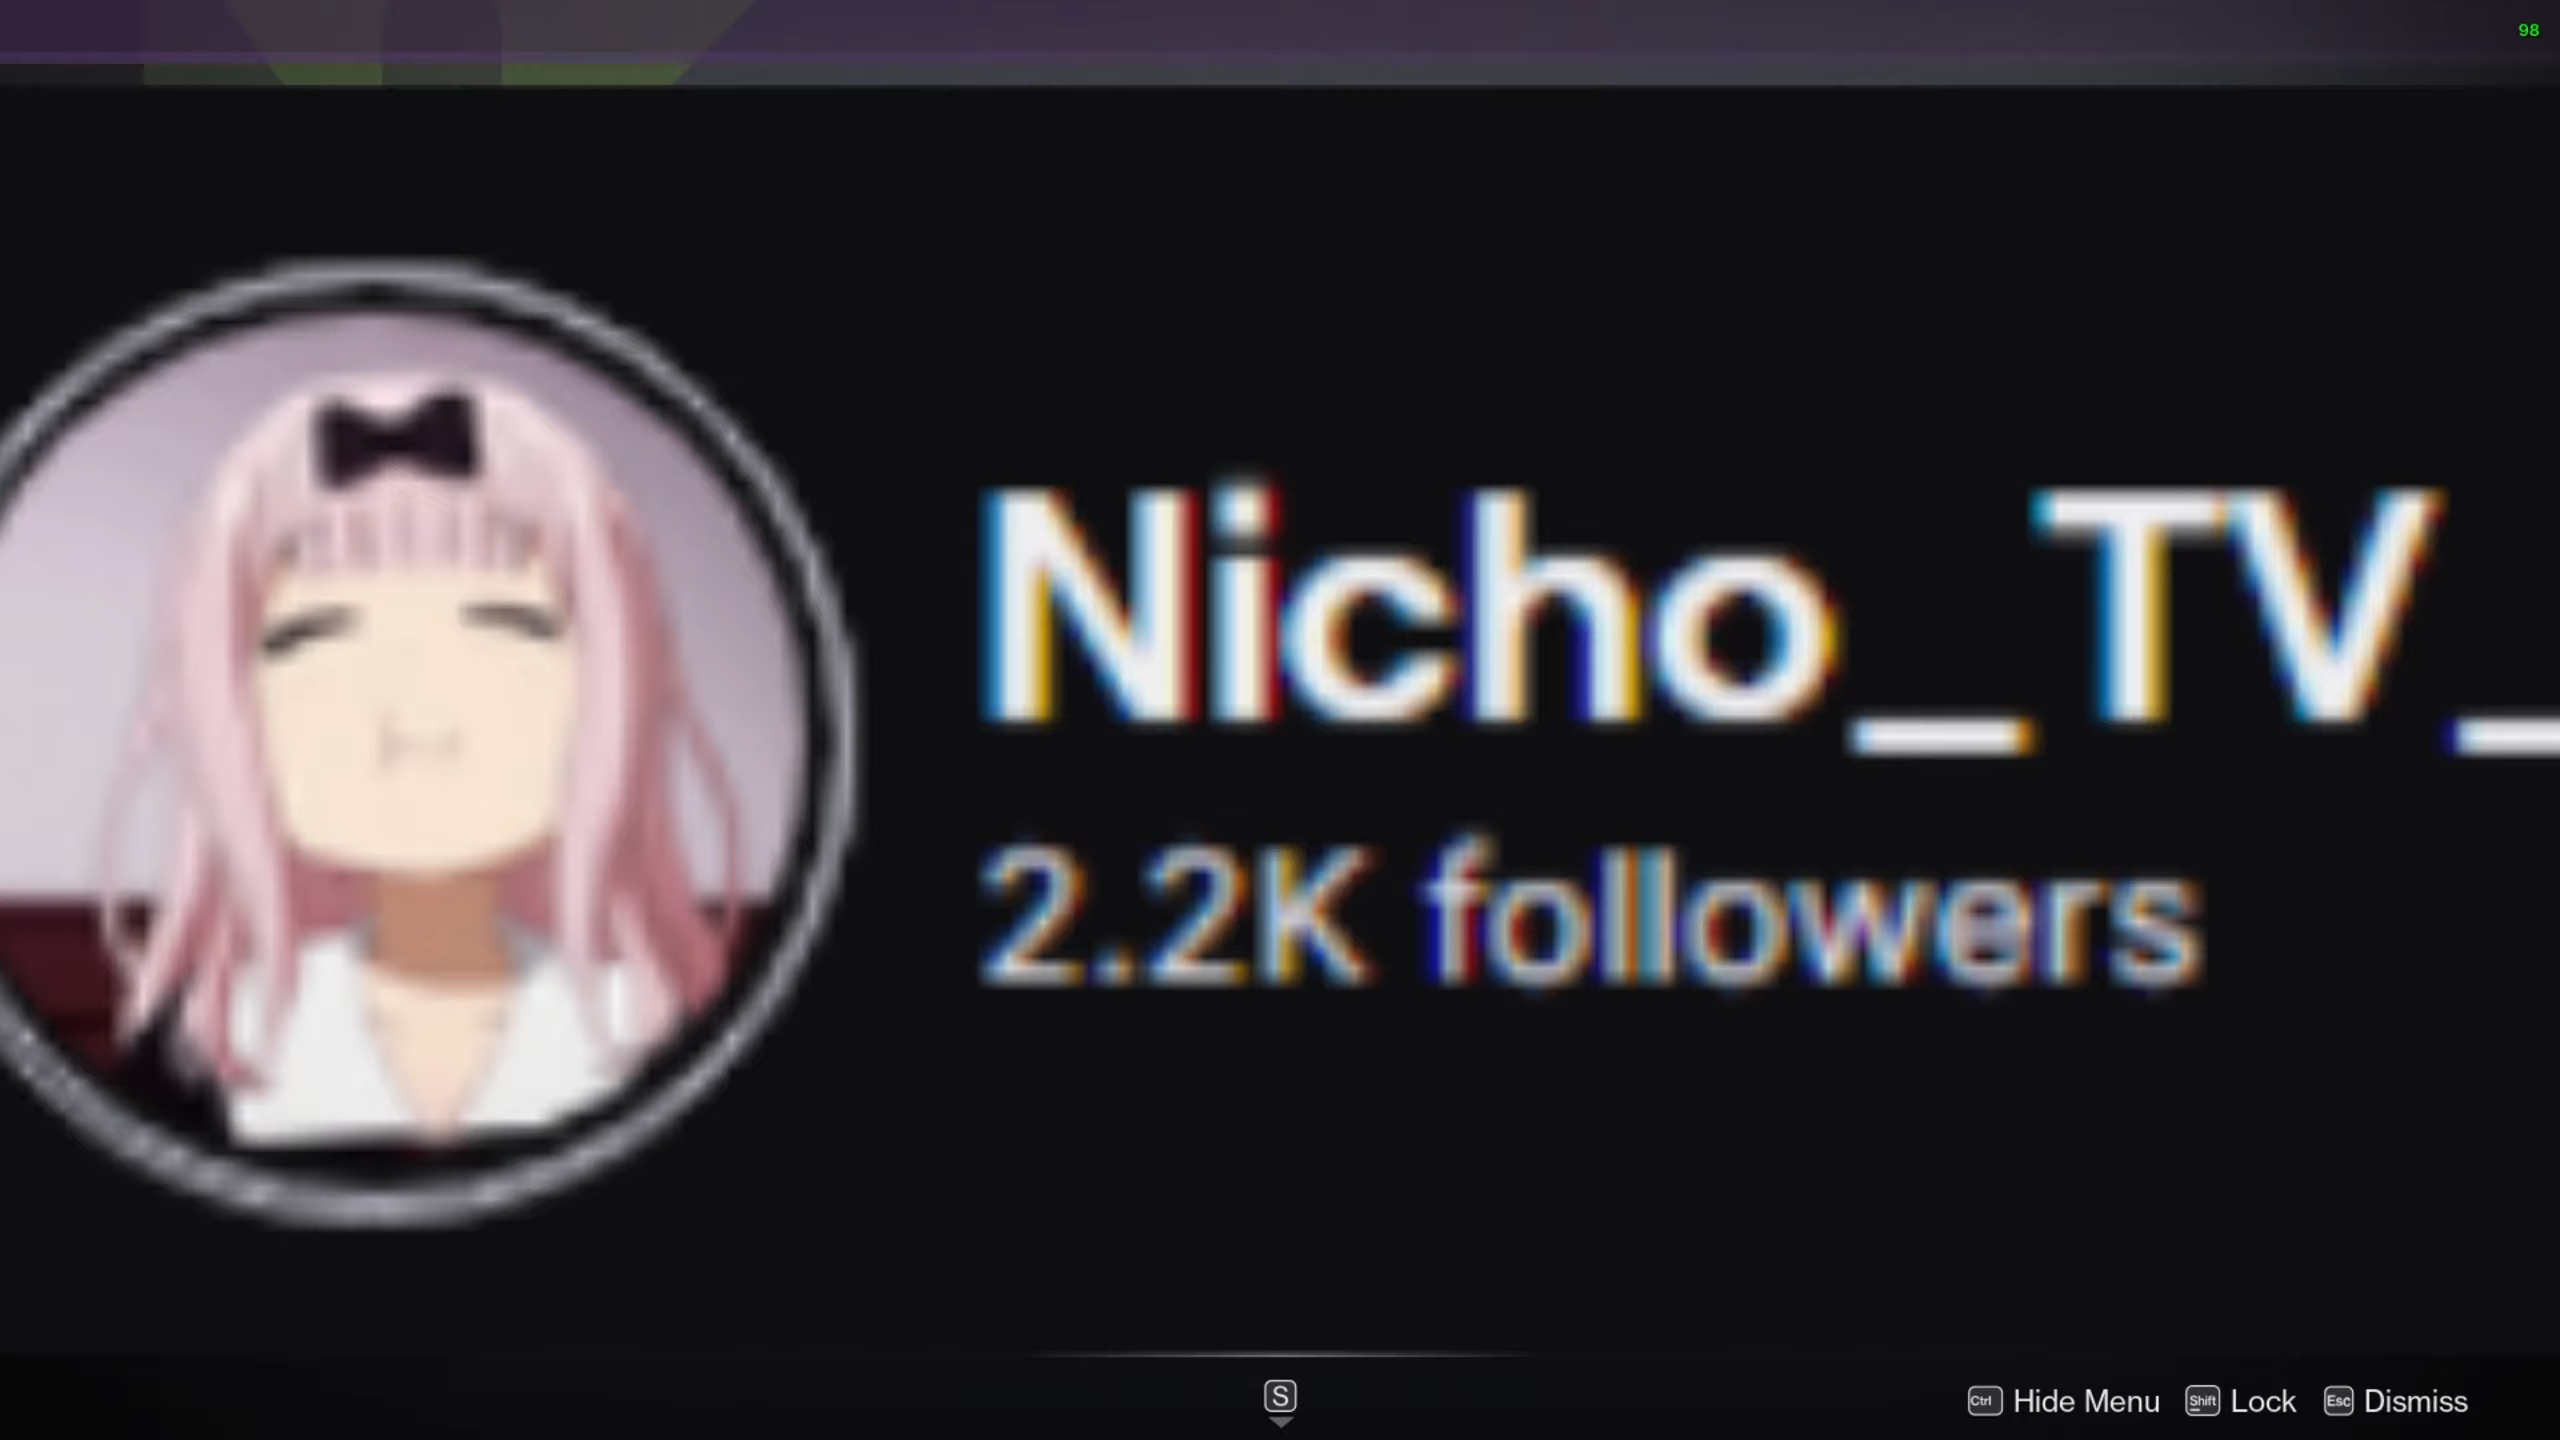 98
Nicho_TV_
2.2K followers
S
Ctrl Hide Menu Shift Lock Esc Dismiss